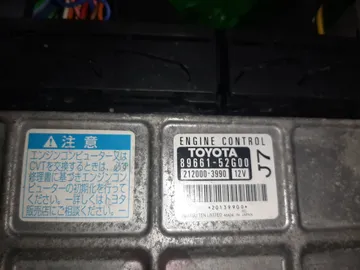 ⚠ 注意
エンジンコンピューター又は
CVTを交換するときは、必ず
修理書に基づきエンジンコン
ピューターの初期化を行って
ください。一詳しくはトヨタ
販売店にご相談ください。
ENGINE CONTROL
TOYOTA
89661-52G00
212000-3990 12V
J7